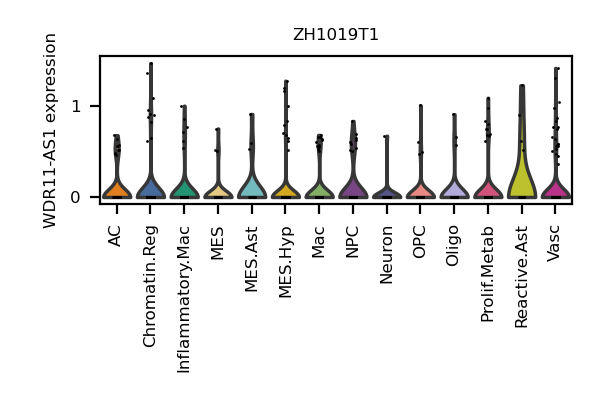 ZH1019T1
WDR11-AS1 expression
1
0
AC
Chromatin.Reg
Inflammatory.Mac
MES
MES.Ast
MES.Hyp
Mac
NPC
Neuron
OPC
Oligo
Prolif.Metab
Reactive.Ast
Vasc